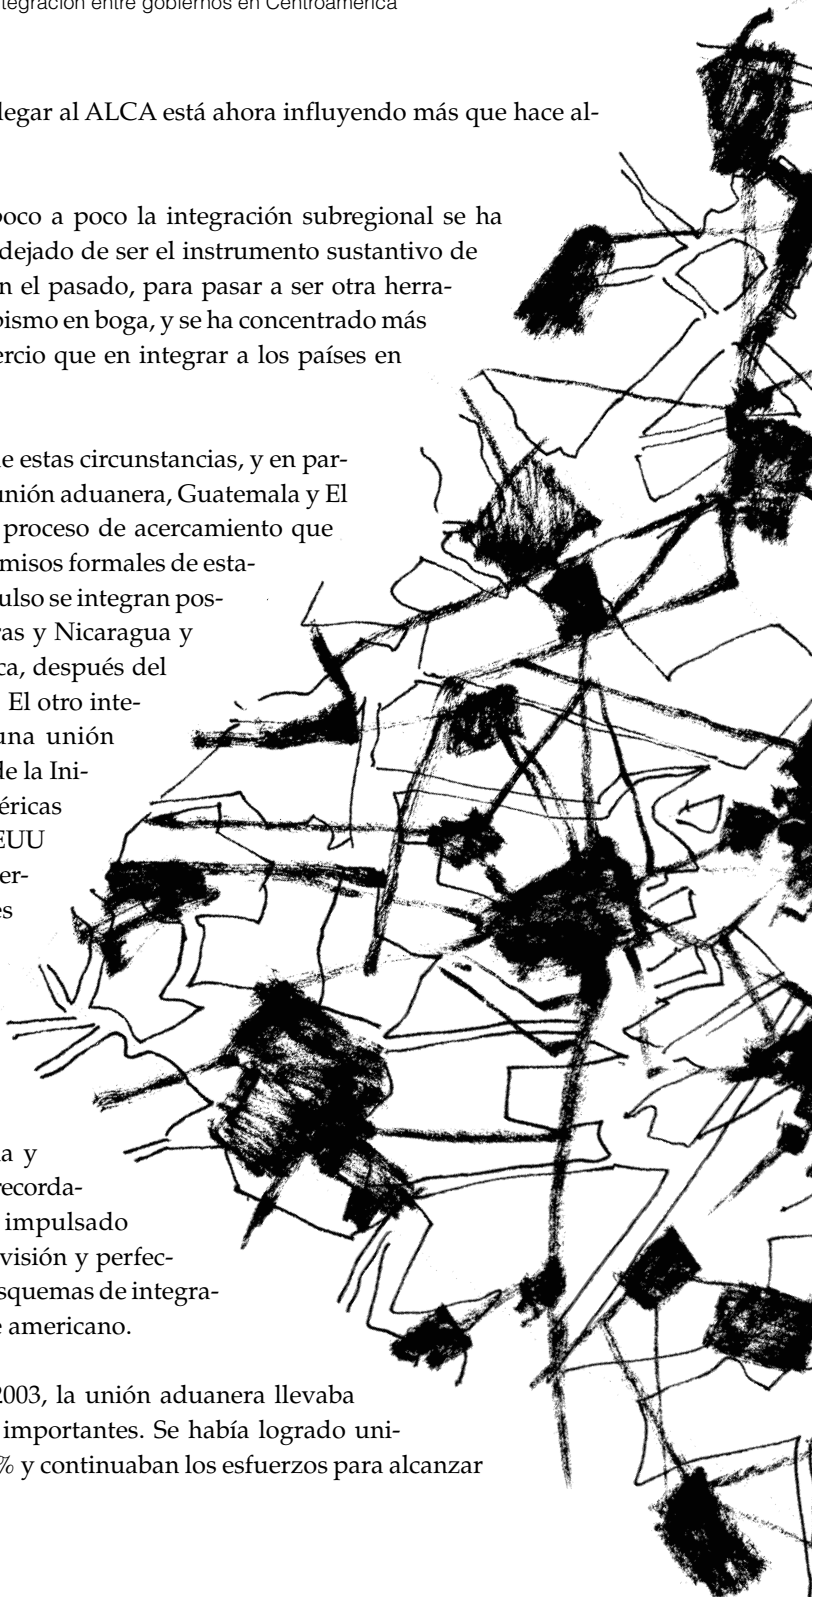 tegración entre gobiernos en Centroamérica
legar al ALCA está ahora influyendo más que hace al-
poco a poco la integración subregional se ha
dejado de ser el instrumento sustantivo de
n el pasado, para pasar a ser otra herra-
bismo en boga, y se ha concentrado más
ercio que en integrar a los países en
e estas circunstancias, y en par-
unión aduanera, Guatemala y El
proceso de acercamiento que
misos formales de esta-
ulso se integran pos-
ras y Nicaragua y
ca, después del
El otro inte-
una unión
de la Ini-
éricas
EUU
er-
es
a y
recorda-
impulsado
visión y perfec-
squemas de integra-
e americano.
2003, la unión aduanera llevaba
importantes. Se había logrado uni-
% y continuaban los esfuerzos para alcanzar